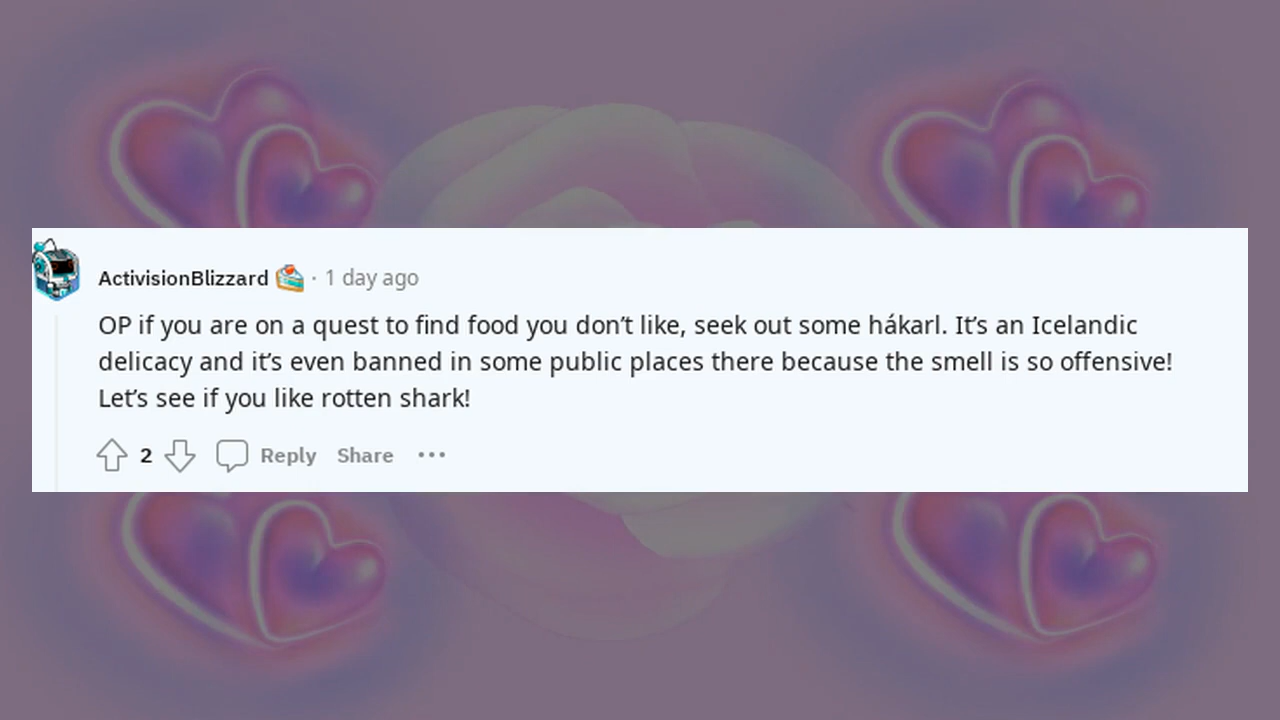 ActivisionBlizzard · 1 day ago
OP if you are on a quest to find food you don’t like, seek out some hákarl. It’s an Icelandic
delicacy and it’s even banned in some public places there because the smell is so offensive!
Let’s see if you like rotten shark!
2 Reply Share